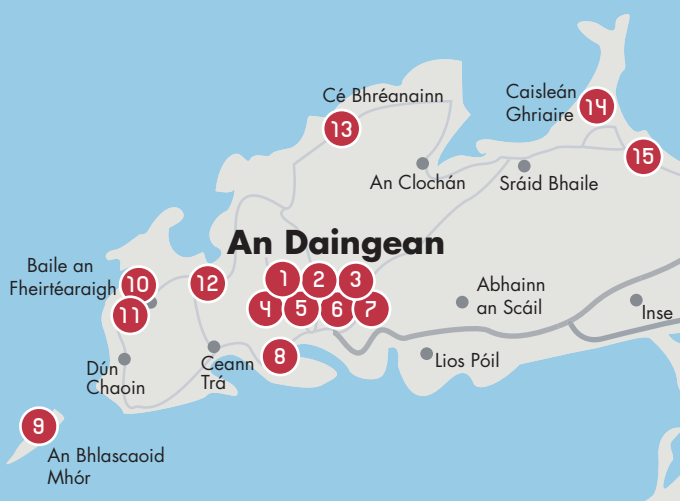 Cé Bhréanainn
13
Caisleán
Ghriaire
14
15
An Clochán
Sráid Bhaile
An Daingean
Baile an
Fheirtéaraigh
10
11
12
1
2
3
4
5
6
7
8
Abhainn
an Scáil
Inse
Lios Póil
Ceann
Trá
Dún
Chaoin
9
An Bhlascaoid
Mhór